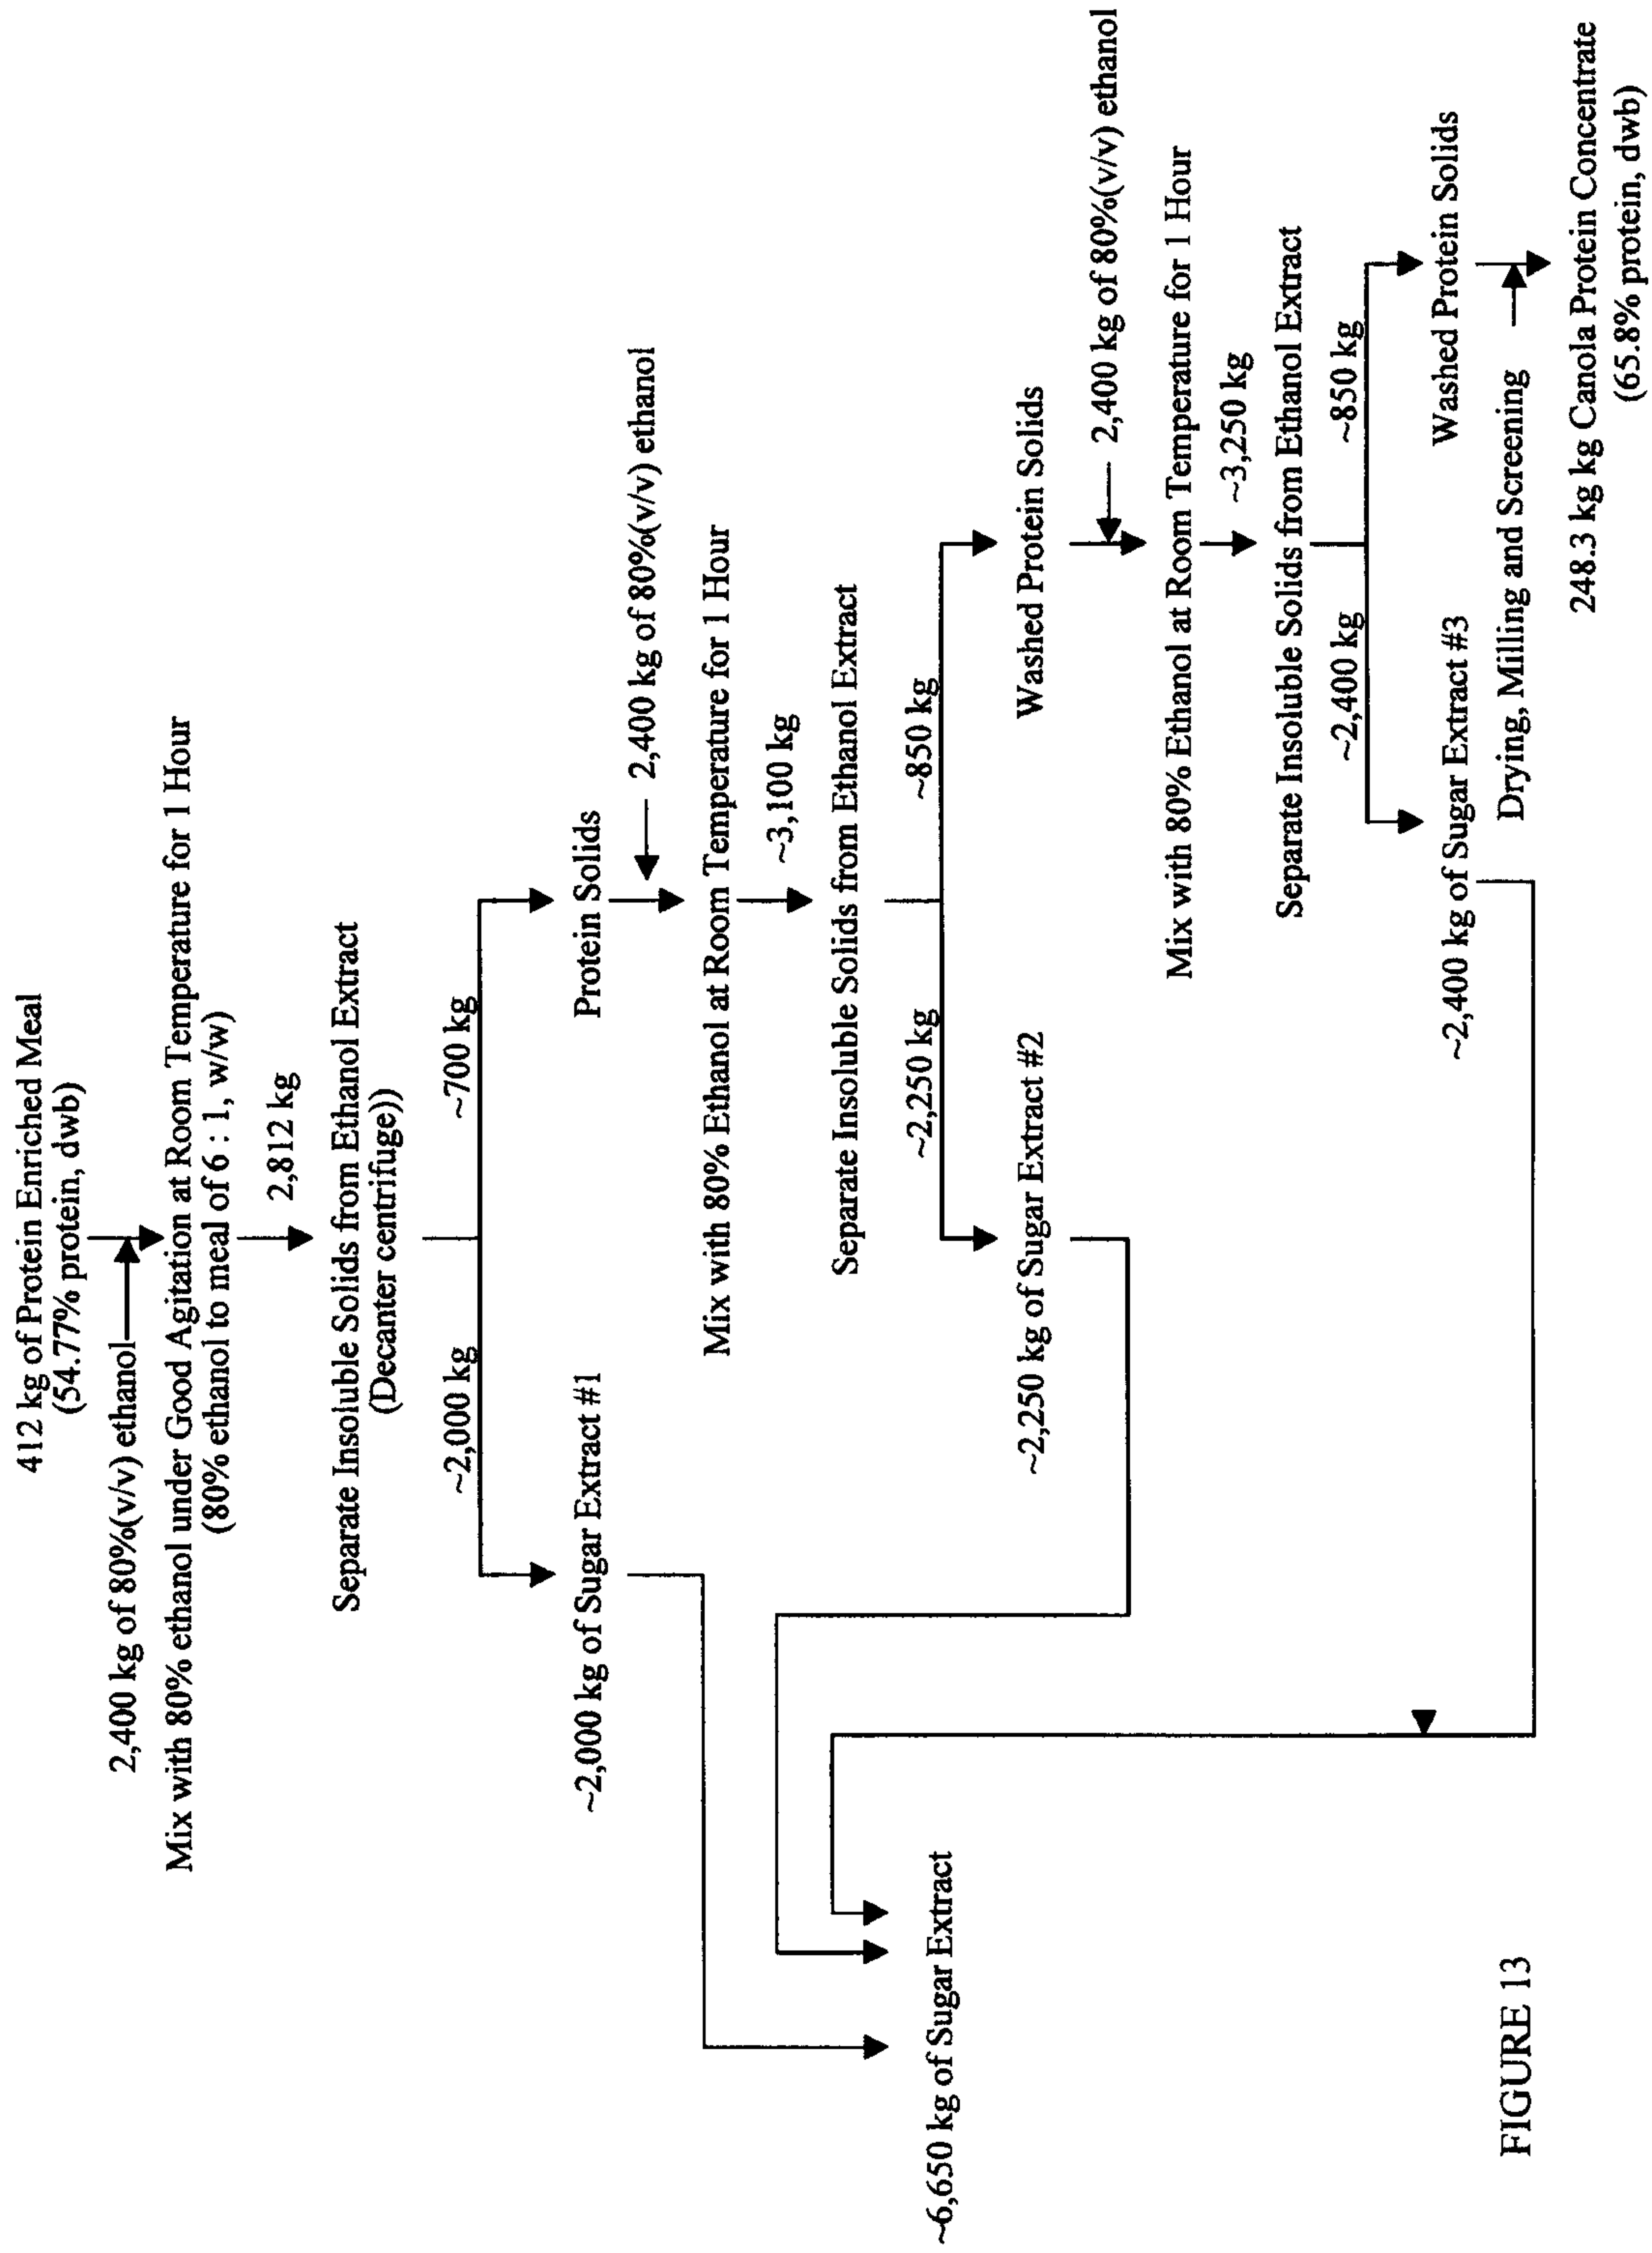 412 kg of Protein Enriched Meal
(54.77% protein, dwb)
2,400 kg of 80%(v/v) ethanol
Mix with 80% ethanol under Good Agitation at Room Temperature for 1 Hour
(80% ethanol to meal of 6 : 1, w/w)
2,812 kg
Separate Insoluble Solids from Ethanol Extract
(Decanter centrifuge))
~2,000 kg
~700 kg
~2,000 kg of Sugar Extract #1
Protein Solids
2,400 kg of 80%(v/v) ethanol
Mix with 80% Ethanol at Room Temperature for 1 Hour
~3,100 kg
Separate Insoluble Solids from Ethanol Extract
~2,250 kg
~850 kg
~6,650 kg of Sugar Extract
~2,250 kg of Sugar Extract #2
Washed Protein Solids
2,400 kg of 80%(v/v) ethanol
Mix with 80% Ethanol at Room Temperature for 1 Hour
~3,250 kg
Separate Insoluble Solids from Ethanol Extract
~2,400 kg
~850 kg
~2,400 kg of Sugar Extract #3
Washed Protein Solids
Drying, Milling and Screening
248.3 kg kg Canola Protein Concentrate
(65.8% protein, dwb)
FIGURE 13